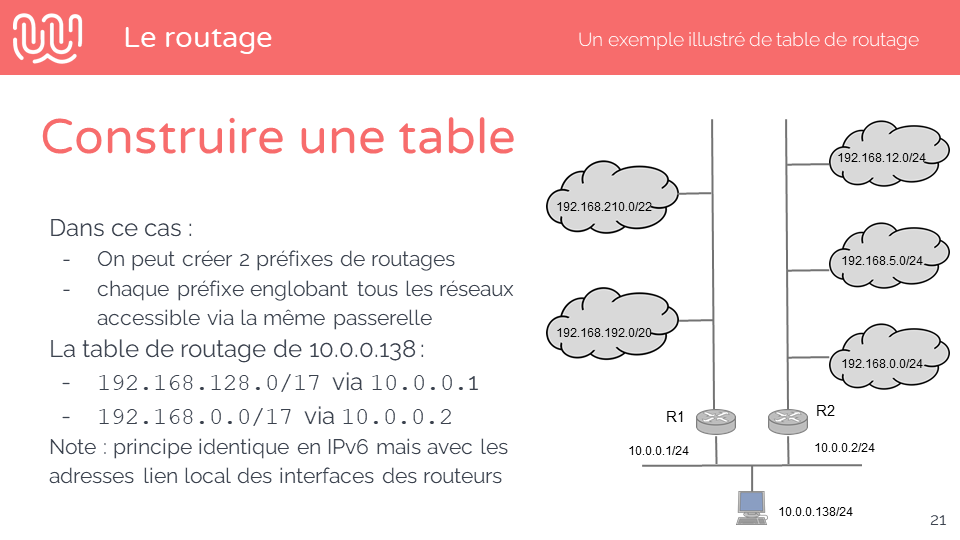 Le routage
Un exemple illustré de table de routage
Construire une table
Dans ce cas :
- On peut créer 2 préfixes de routages
- chaque préfixe englobant tous les réseaux
accessible via la même passerelle
La table de routage de 10.0.0.138 :
- 192.168.128.0/17 via 10.0.0.1
- 192.168.0.0/17 via 10.0.0.2
Note : principe identique en IPv6 mais avec les
adresses lien local des interfaces des routeurs
192.168.12.0/24
192.168.210.0/22
192.168.5.0/24
192.168.192.0/20
192.168.0.0/24
R1
R2
10.0.0.1/24
10.0.0.2/24
10.0.0.138/24
21